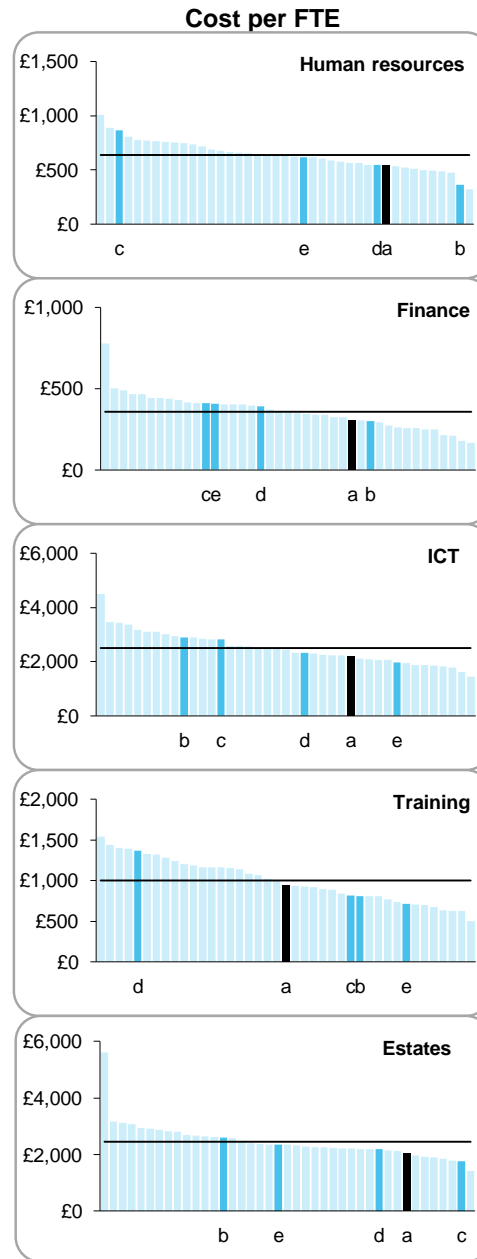 Cost per FTE
Human resources
£1,500
£1,000
£500
£0
c e da b
Finance
£1,000
£500
£0
ce d a b
ICT
£6,000
£4,000
£2,000
£0
b c d a e
Training
£2,000
£1,500
£1,000
£500
£0
d a cb e
Estates
£6,000
£4,000
£2,000
£0
b e d a c